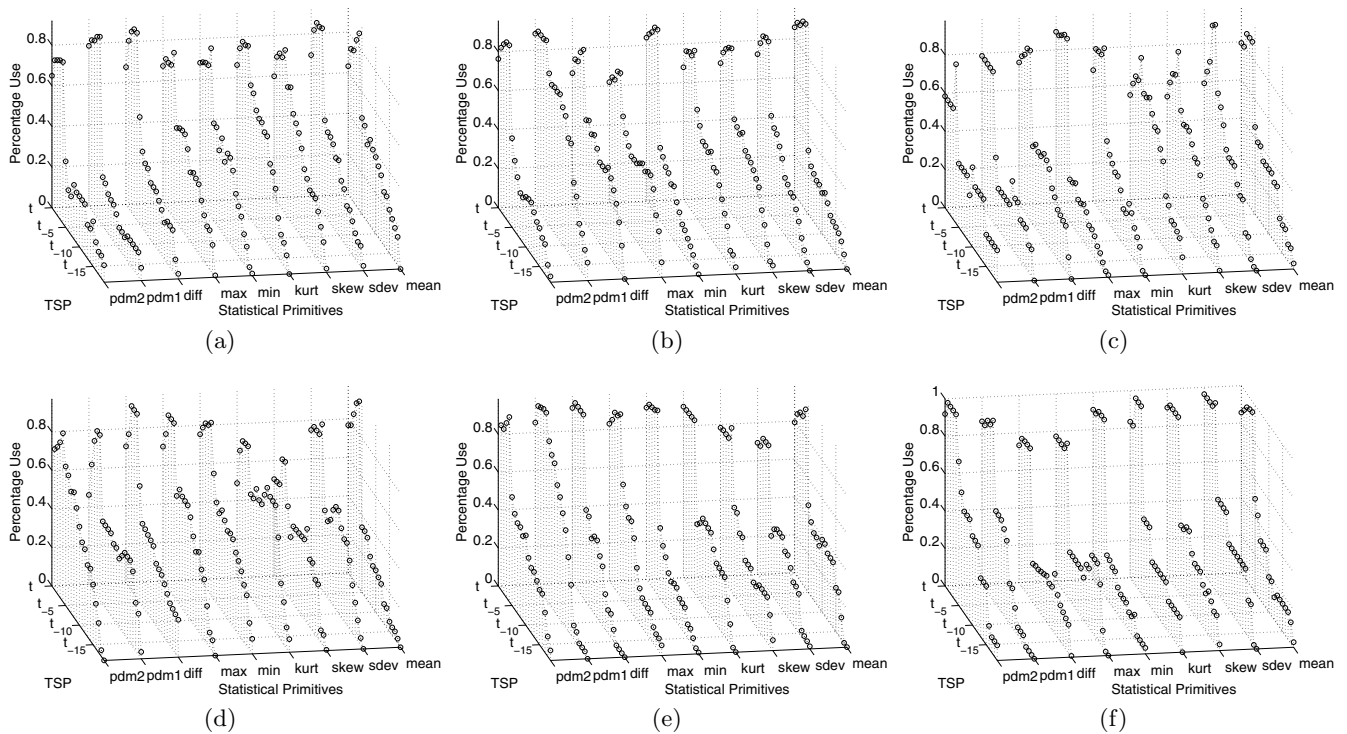 0.8
0.6
0.4
0.2
0
Percentage Use
t
t−5
t−10
t−15
TSP
pdm2 pdm1 diff max min kurt skew sdev mean
Statistical Primitives
(a)
0.8
0.6
0.4
0.2
0
Percentage Use
t
t−5
t−10
t−15
TSP
pdm2 pdm1 diff max min kurt skew sdev mean
Statistical Primitives
(b)
0.8
0.6
0.4
0.2
0
Percentage Use
t
t−5
t−10
t−15
TSP
pdm2 pdm1 diff max min kurt skew sdev mean
Statistical Primitives
(c)
0.8
0.6
0.4
0.2
0
Percentage Use
t
t−5
t−10
t−15
TSP
pdm2 pdm1 diff max min kurt skew sdev mean
Statistical Primitives
(d)
0.8
0.6
0.4
0.2
0
Percentage Use
t
t−5
t−10
t−15
TSP
pdm2 pdm1 diff max min kurt skew sdev mean
Statistical Primitives
(e)
1
0.8
0.6
0.4
0.2
0
Percentage Use
t
t−5
t−10
t−15
TSP
pdm2 pdm1 diff max min kurt skew sdev mean
Statistical Primitives
(f)